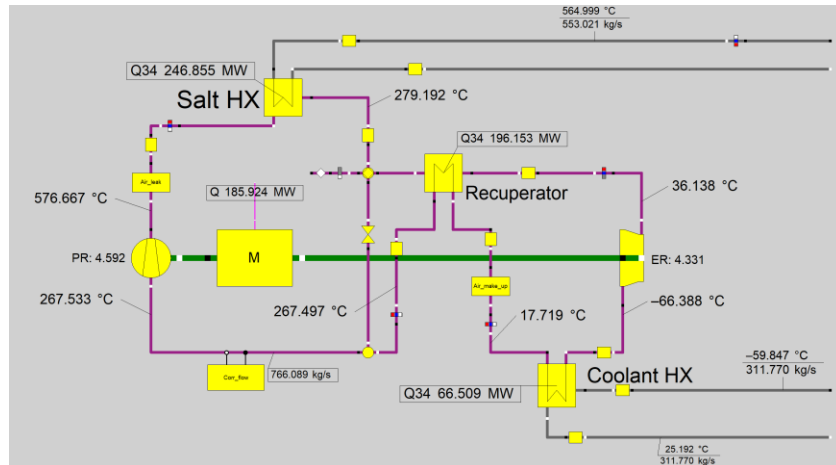 564.999 °C
553.021 kg/s
Q34 246.855 MW
Salt HX
279.192 °C
Q34 196.153 MW
Recuperator
Air_leak
Q 185.924 MW
36.138 °C
576.667 °C
PR: 4.592
M
ER: 4.331
Air_make_up
267.533 °C
267.497 °C
17.719 °C
–66.388 °C
766.089 kg/s
Corr_flow
–59.847 °C
311.770 kg/s
Coolant HX
Q34 66.509 MW
25.192 °C
311.770 kg/s